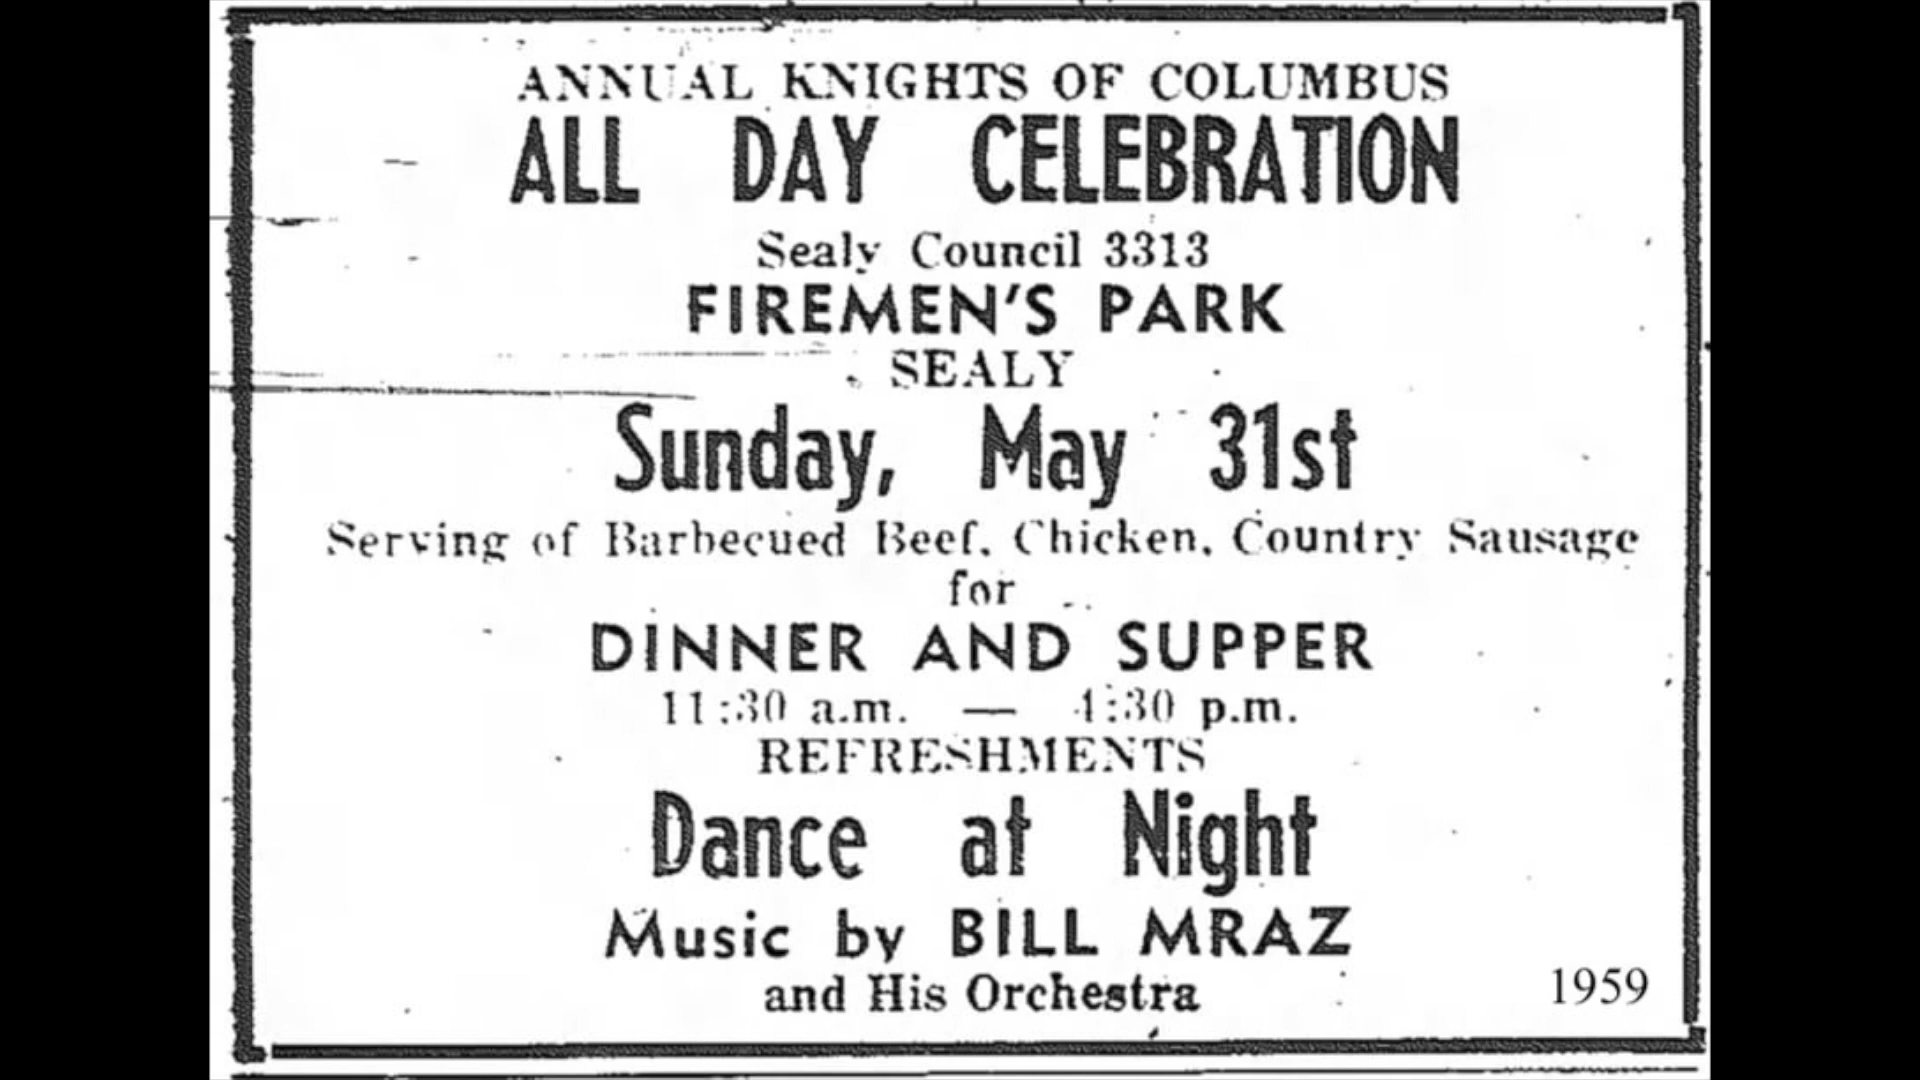 ANNUAL KNIGHTS OF COLUMBUS
ALL DAY CELEBRATION
Sealy Council 3313
FIREMEN'S PARK
SEALY
Sunday, May 31st
Serving of Barbecued Beef, Chicken, Country Sausage
for
DINNER AND SUPPER
11:30 a.m. — 4:30 p.m.
REFRESHMENTS
Dance at Night
Music by BILL MRAZ
and His Orchestra
1959